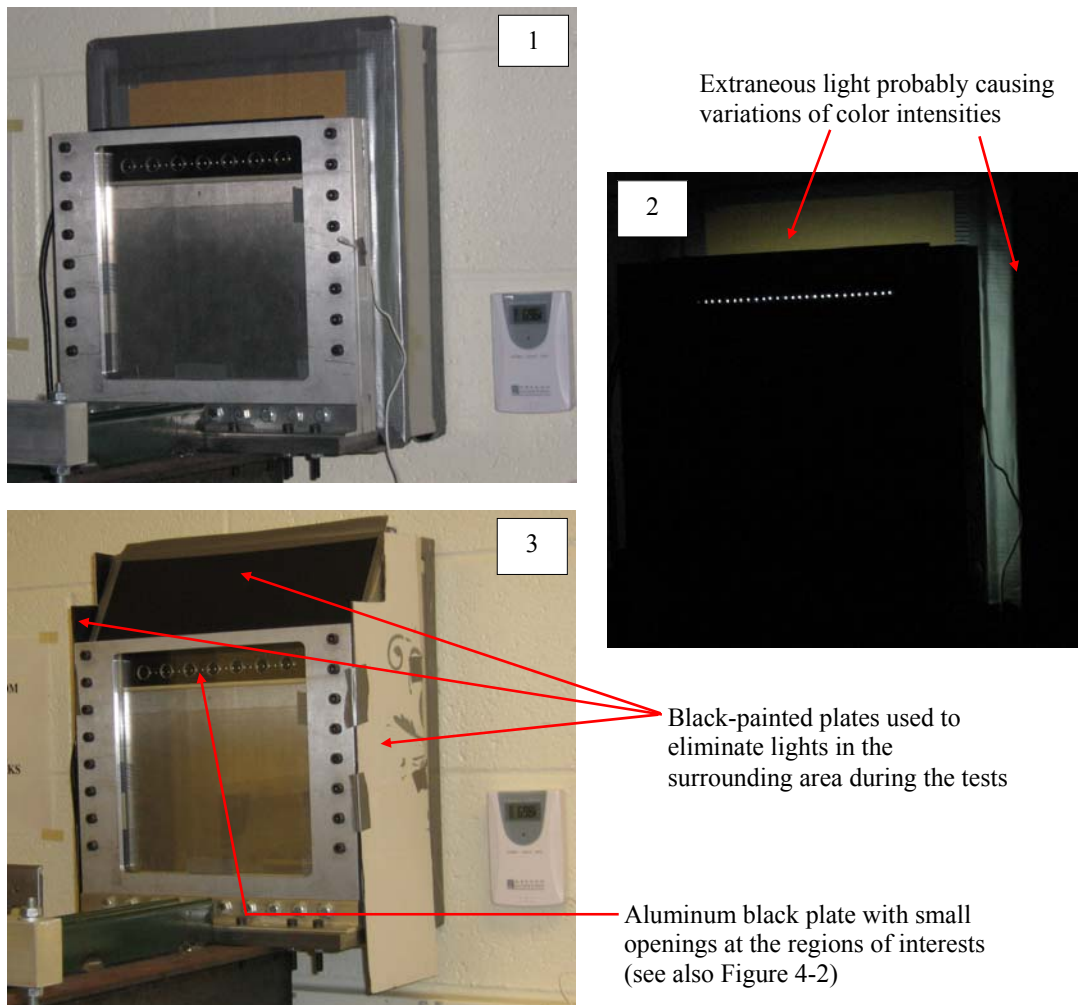 1
Extraneous light probably causing
variations of color intensities
2
3
OM
KS
Black-painted plates used to
eliminate lights in the
surrounding area during the tests
Aluminum black plate with small
openings at the regions of interests
(see also Figure 4-2)